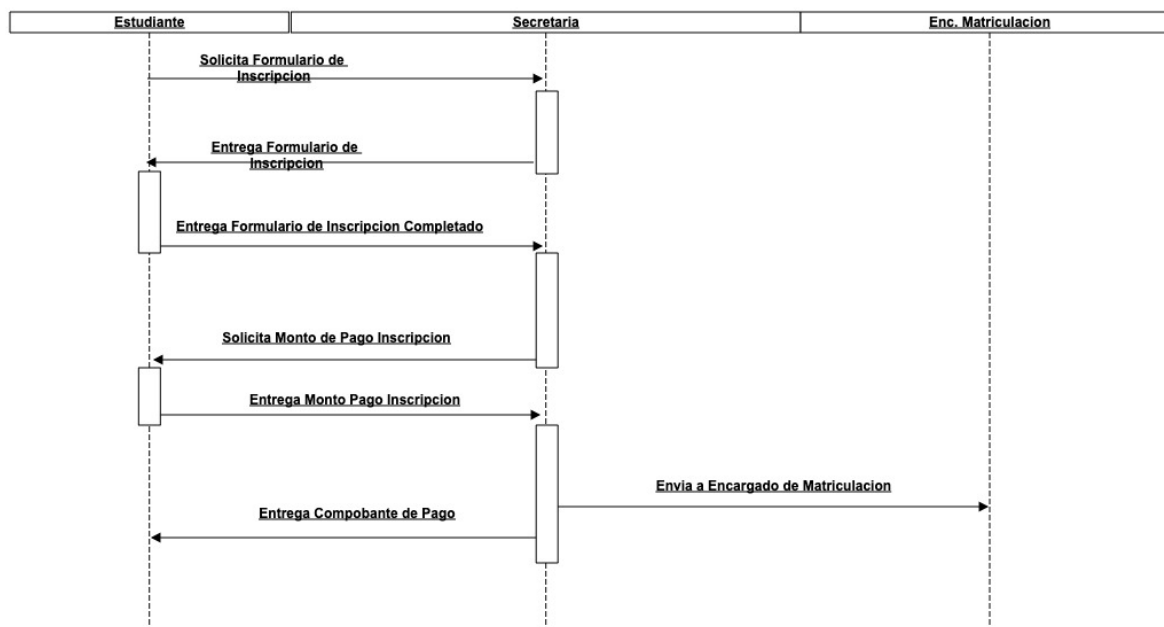 Estudiante
Secretaria
Enc. Matriculacion
Solicita Formulario de
Inscripcion
Entrega Formulario de
Inscripcion
Entrega Formulario de Inscripcion Completado
Solicita Monto de Pago Inscripcion
Entrega Monto Pago Inscripcion
Envia a Encargado de Matriculacion
Entrega Compobante de Pago